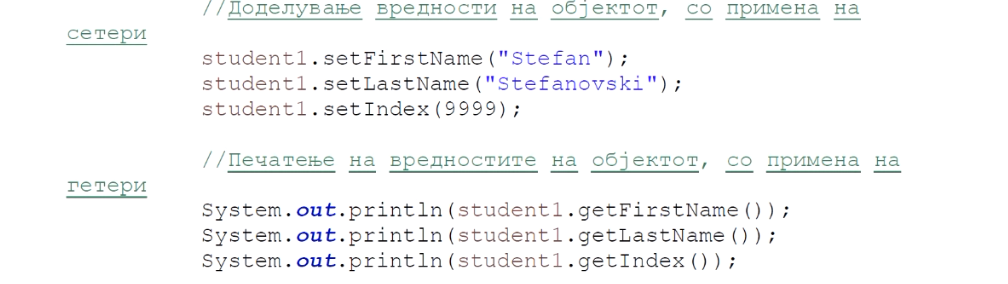 //Доделување вредности на објектот, со примена на
сетери
student1.setFirstName("Stefan");
student1.setLastName("Stefanovski");
student1.setIndex(9999);
//Печатење на вредностите на објектот, со примена на
гетери
System.out.println(student1.getFirstName());
System.out.println(student1.getLastName());
System.out.println(student1.getIndex());